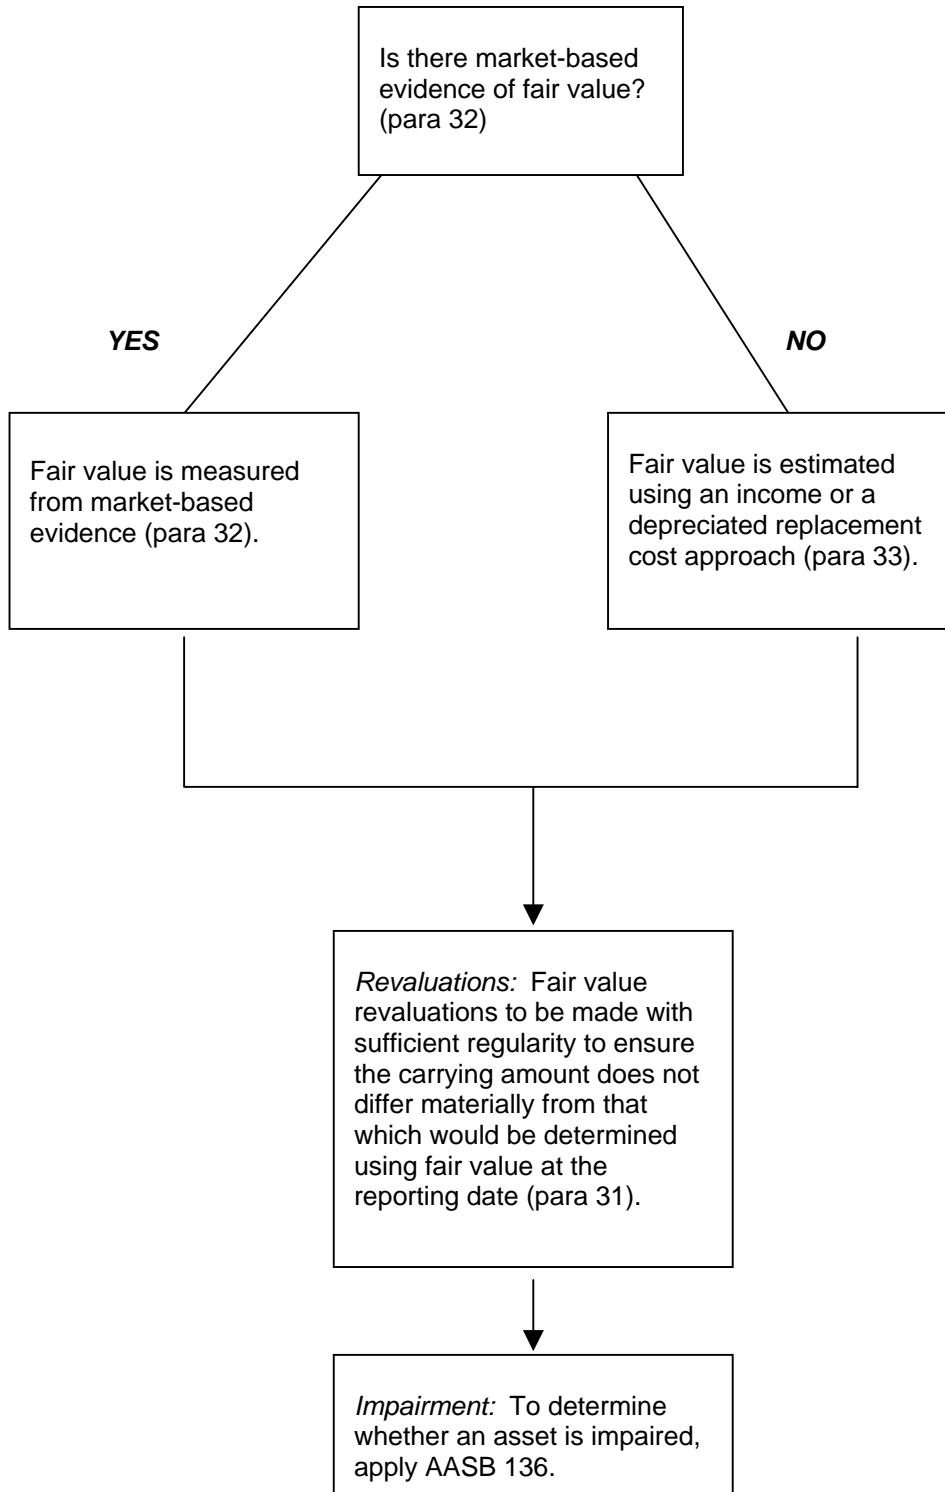 Is there market-based
evidence of fair value?
(para 32)
YES
NO
Fair value is measured
from market-based
evidence (para 32).
Fair value is estimated
using an income or a
depreciated replacement
cost approach (para 33).
Revaluations:  Fair value
revaluations to be made with
sufficient regularity to ensure
the carrying amount does not
differ materially from that
which would be determined
using fair value at the
reporting date (para 31).
Impairment:  To determine
whether an asset is impaired,
apply AASB 136.